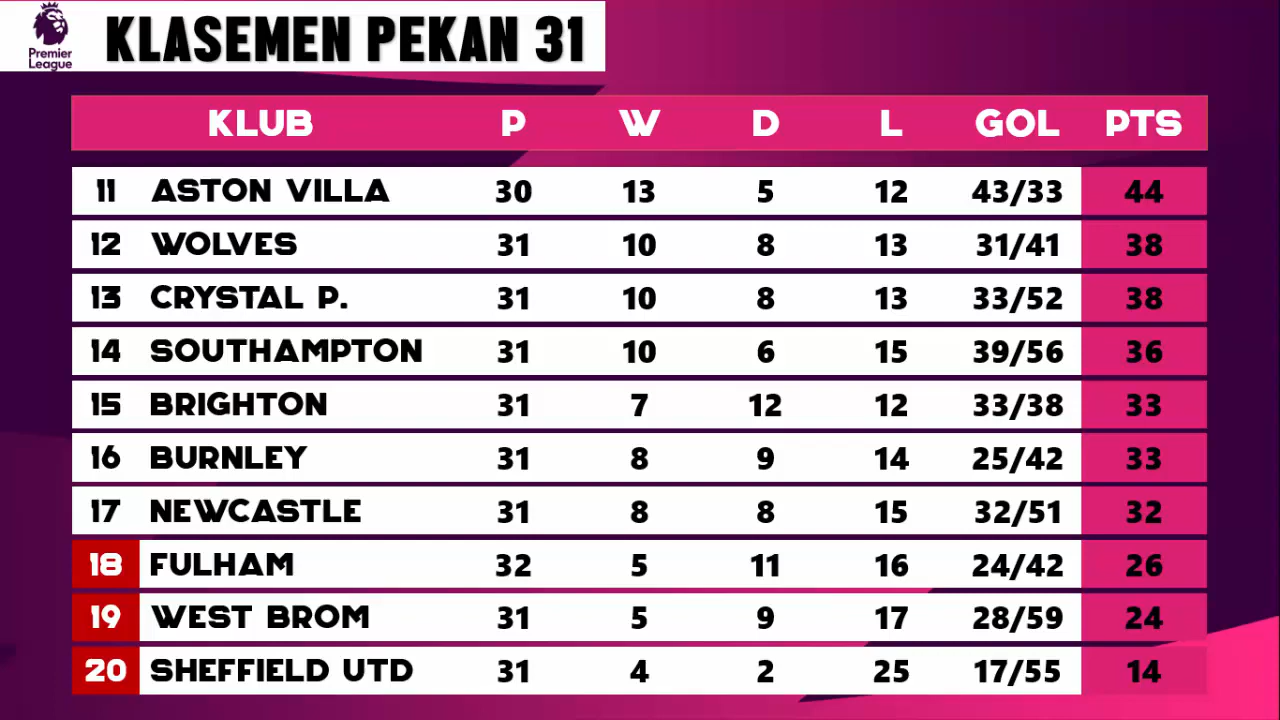 Premier League
KLASEMEN PEKAN 31
KLUB P W D L GOL PTS
11 ASTON VILLA 30 13 5 12 43/33 44
12 WOLVES 31 10 8 13 31/41 38
13 CRYSTAL P. 31 10 8 13 33/52 38
14 SOUTHAMPTON 31 10 6 15 39/56 36
15 BRIGHTON 31 7 12 12 33/38 33
16 BURNLEY 31 8 9 14 25/42 33
17 NEWCASTLE 31 8 8 15 32/51 32
18 FULHAM 32 5 11 16 24/42 26
19 WEST BROM 31 5 9 17 28/59 24
20 SHEFFIELD UTD 31 4 2 25 17/55 14